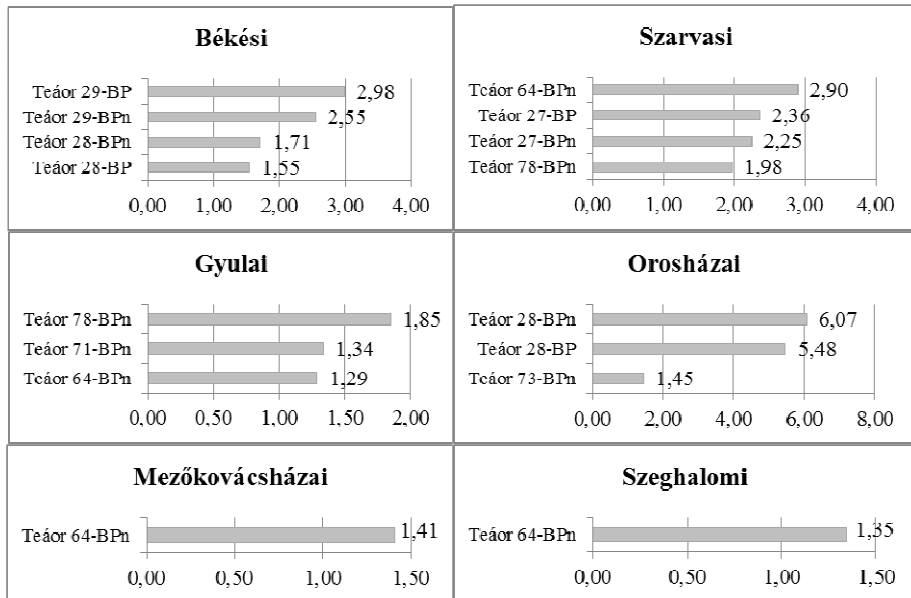 Békési
Teáor 29-BP 2,98
Teáor 29-BPn 2,55
Teáor 28-BPn 1,71
Teáor 28-BP 1,55
0,00 1,00 2,00 3,00 4,00
Szarvasi
Teáor 64-BPn 2,90
Teáor 27-BP 2,36
Teáor 27-BPn 2,25
Teáor 78-BPn 1,98
0,00 1,00 2,00 3,00 4,00
Gyulai
Teáor 78-BPn 1,85
Teáor 71-BPn 1,34
Teáor 64-BPn 1,29
0,00 0,50 1,00 1,50 2,00
Orosházai
Teáor 28-BPn 6,07
Teáor 28-BP 5,48
Teáor 73-BPn 1,45
0,00 2,00 4,00 6,00 8,00
Mezőkovácsházai
Teáor 64-BPn 1,41
0,00 0,50 1,00 1,50
Szeghalomi
Teáor 64-BPn 1,35
0,00 0,50 1,00 1,50